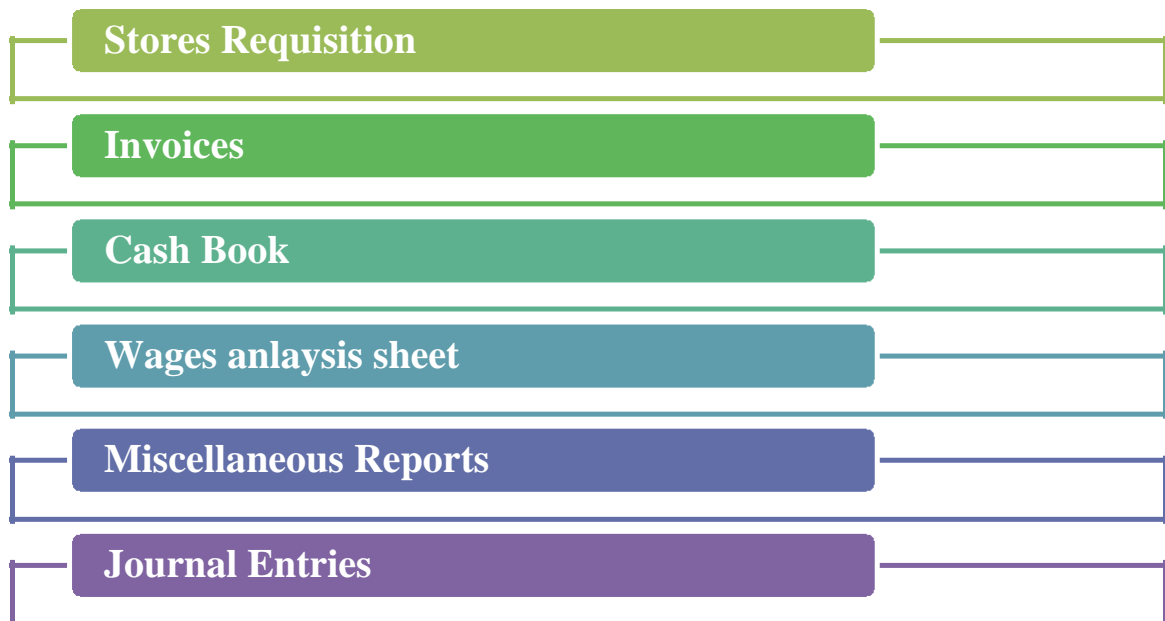 Stores Requisition
Invoices
Cash Book
Wages anlaysis sheet
Miscellaneous Reports
Journal Entries